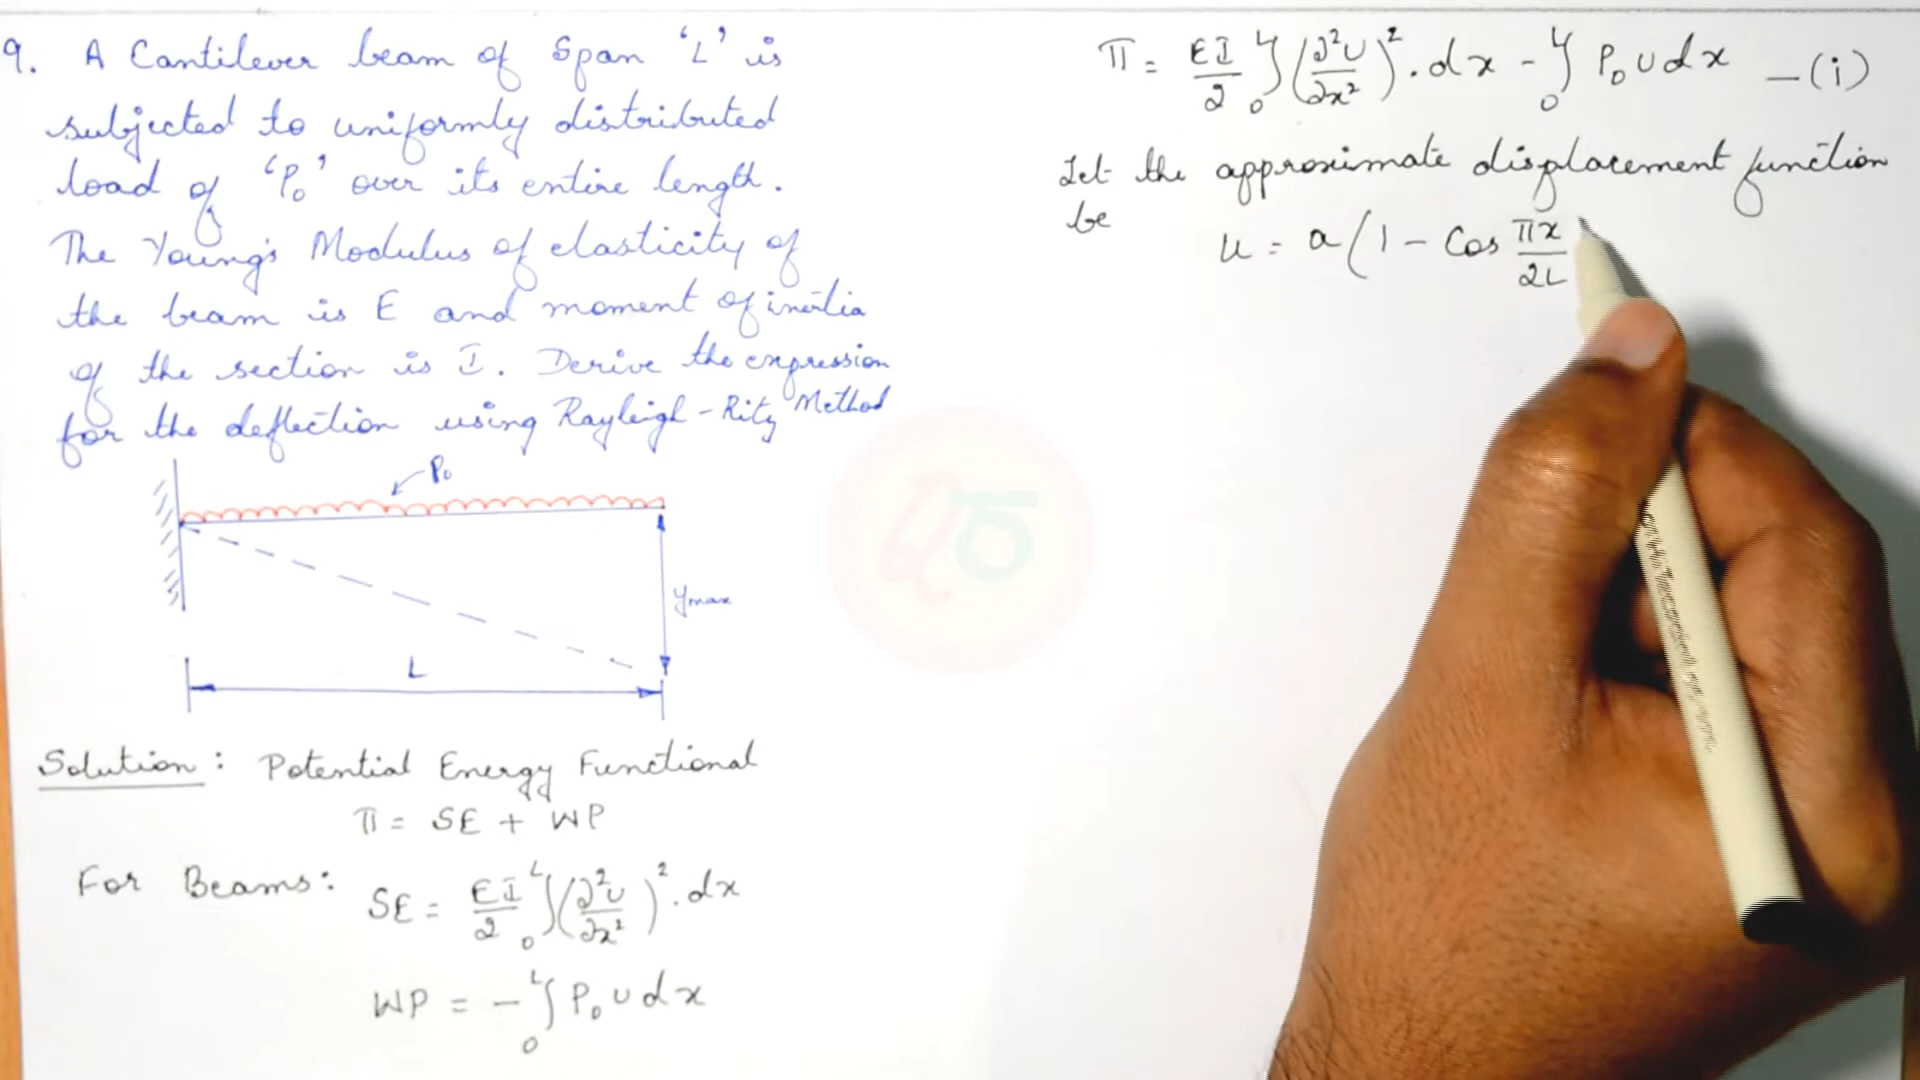 9. A Cantilever beam of Span 'L' is
subjected to uniformly distributed
load of 'P₀' over its entire length.
The Young's Modulus of elasticity of
the beam is E and moment of inertia
of the section is I. Derive the expression
for the deflection using Rayleigh-Ritz Method
P₀
ymax
L
Solution: Potential Energy Functional
π = SE + WP
For Beams: SE = EI/2 ₀∫ᴸ (∂²u/∂x²)² . dx
WP = - ₀∫ᴸ P₀ u dx
π = EI/2 ₀∫ᴸ (∂²u/∂x²)² . dx - ₀∫ᴸ P₀ u dx — (i)
Let the approximate displacement function
be
u = a (1 - Cos πx/2L